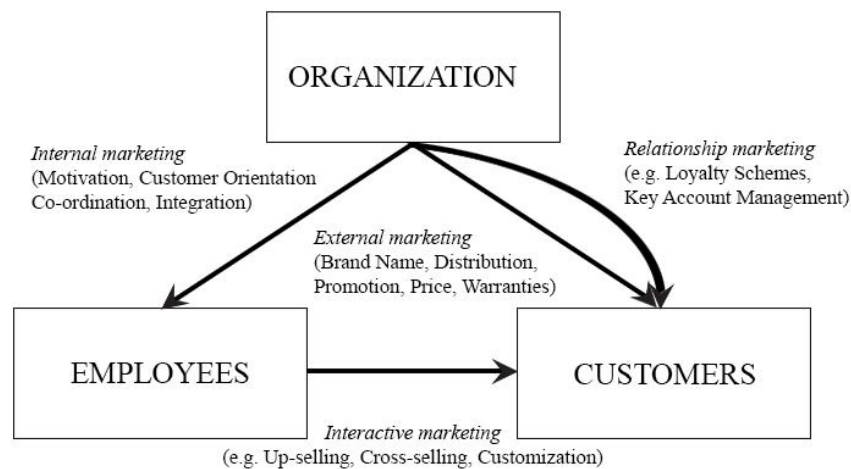 ORGANIZATION
Internal marketing
(Motivation, Customer Orientation
Co-ordination, Integration)
Relationship marketing
(e.g. Loyalty Schemes,
Key Account Management)
External marketing
(Brand Name, Distribution,
Promotion, Price, Warranties)
EMPLOYEES
CUSTOMERS
Interactive marketing
(e.g. Up-selling, Cross-selling, Customization)